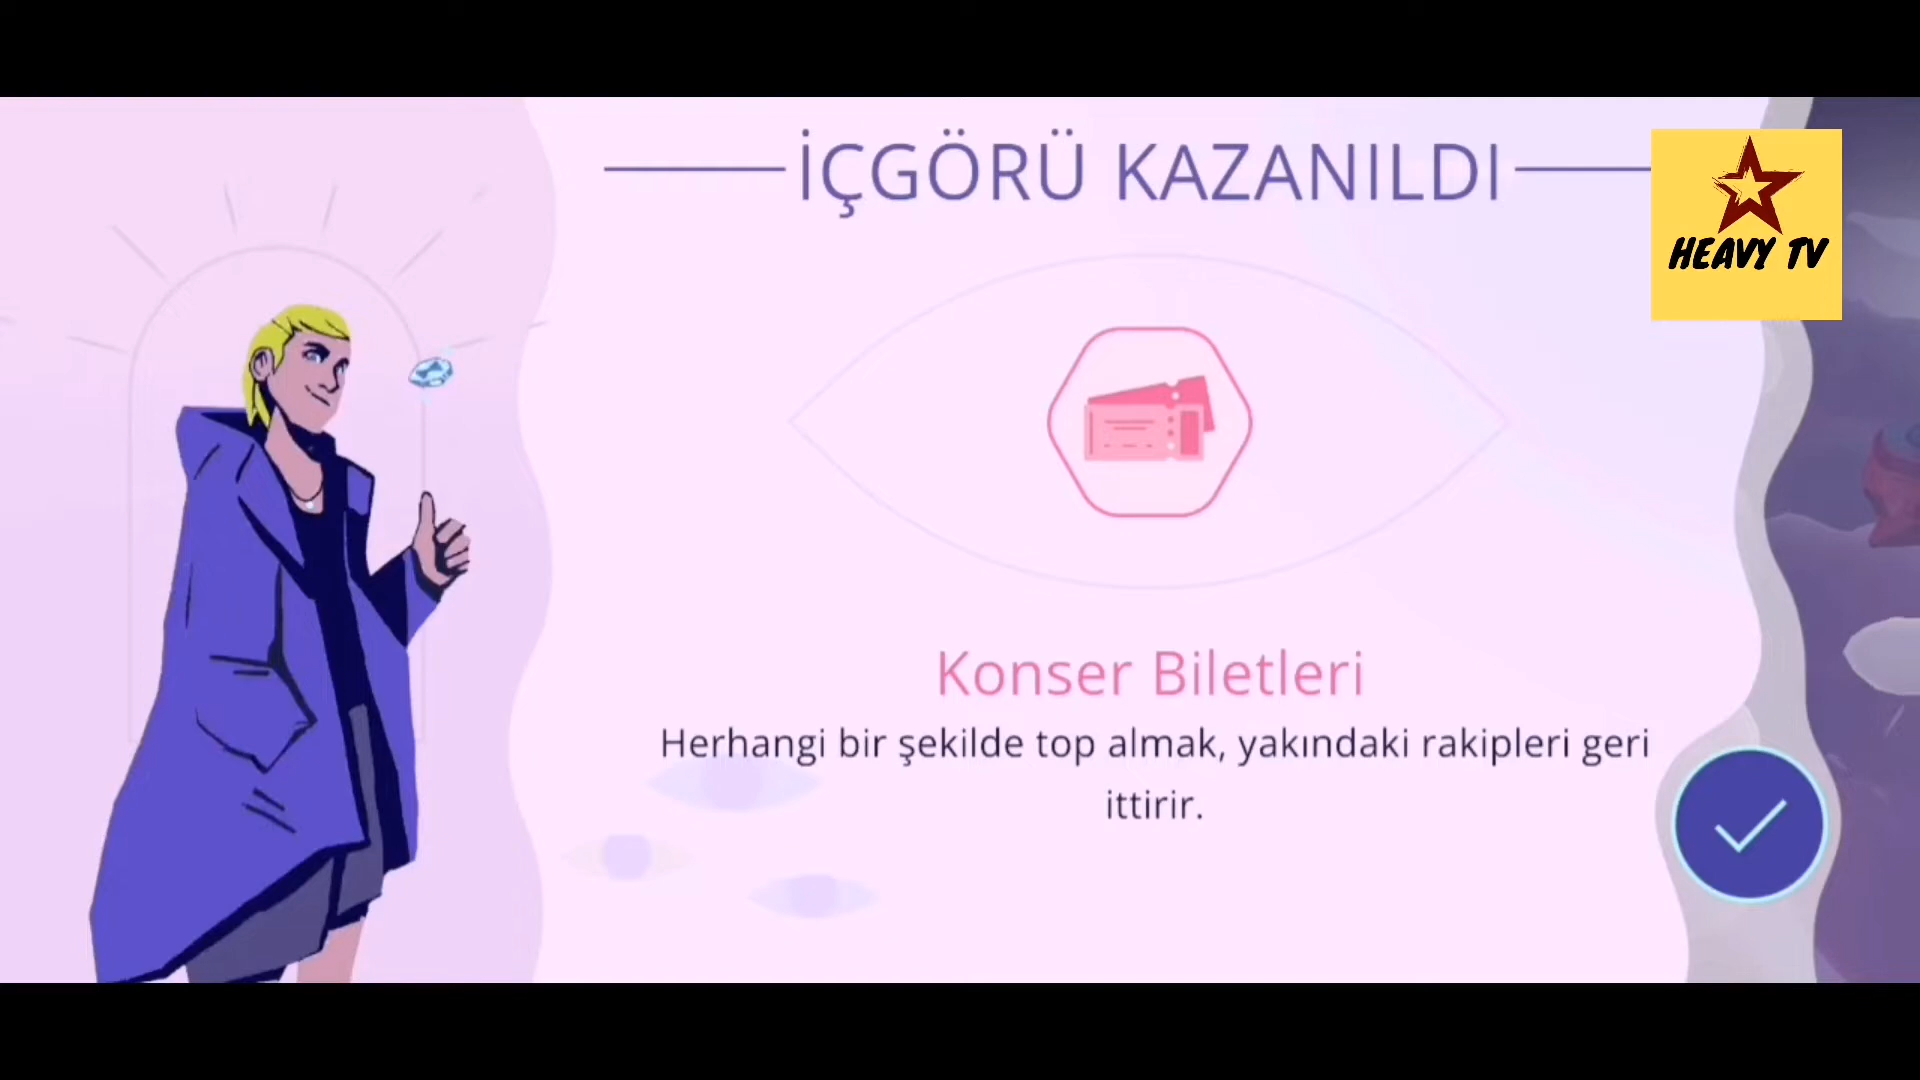 İÇGÖRÜ KAZANILDI
HEAVY TV
Konser Biletleri
Herhangi bir şekilde top almak, yakındaki rakipleri geri
ittirir.